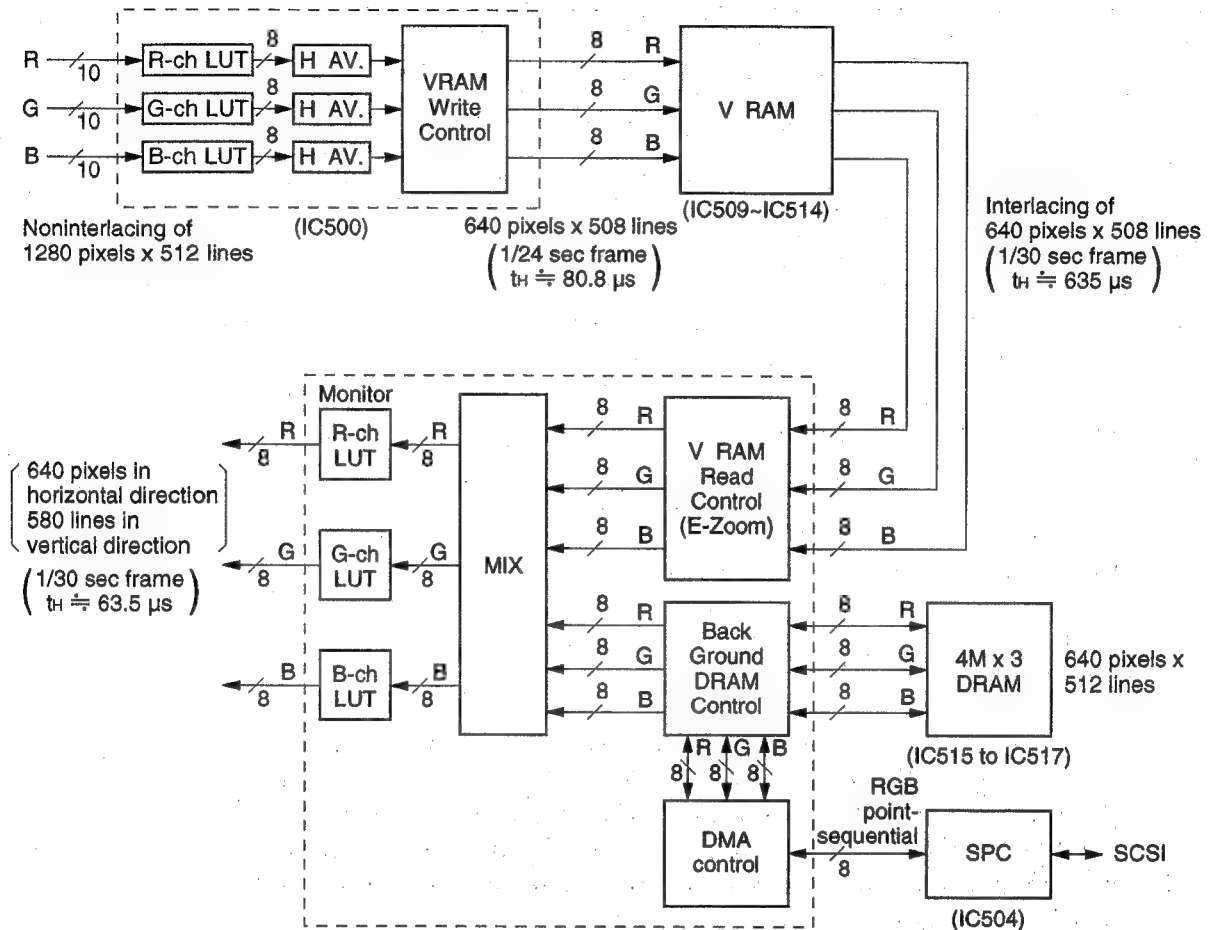 R
10
R-ch LUT
8
H AV.
G
10
G-ch LUT
8
H AV.
B
10
B-ch LUT
8
H AV.
VRAM
Write
Control
8
R
8
G
8
B
V RAM
(IC500)
(IC509~IC514)
Noninterlacing of
1280 pixels x 512 lines
640 pixels x 508 lines
(1/24 sec frame
tH ≒ 80.8 µs)
Interlacing of
640 pixels x 508 lines
(1/30 sec frame
tH ≒ 635 µs)
Monitor
R
8
R-ch
LUT
R
8
G
8
G-ch
LUT
G
8
B
8
B-ch
LUT
B
8
640 pixels in
horizontal direction
580 lines in
vertical direction
(1/30 sec frame
tH ≒ 63.5 µs)
MIX
8
R
8
G
8
B
V RAM
Read
Control
(E-Zoom)
8
R
8
G
8
B
8
R
8
G
8
B
Back
Ground
DRAM
Control
8
R
8
G
8
B
4M x 3
DRAM
640 pixels x
512 lines
(IC515 to IC517)
R
G
B
8
8
8
DMA
control
RGB
point-
sequential
8
SPC
SCSI
(IC504)